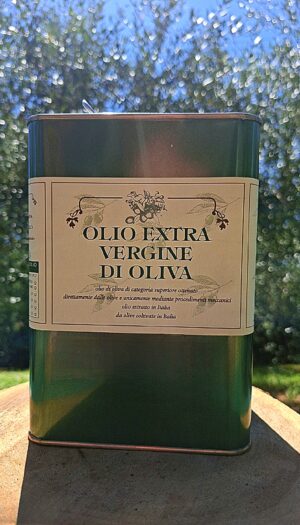 OLIO EXTRA
VERGINE
DI OLIVA
olio di oliva di categoria superiore ottenuto
direttamente dalle olive e unicamente mediante procedimenti meccanici
olio estratto in Italia
da olive coltivate in Italia